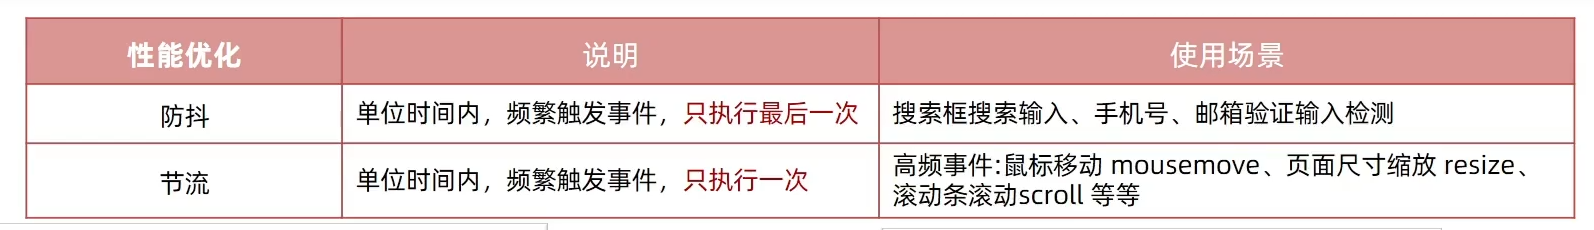 性能优化 说明 使用场景
防抖 单位时间内，频繁触发事件，只执行最后一次 搜索框搜索输入、手机号、邮箱验证输入检测
节流 单位时间内，频繁触发事件，只执行一次 高频事件:鼠标移动 mousemove、页面尺寸缩放 resize、
滚动条滚动scroll 等等